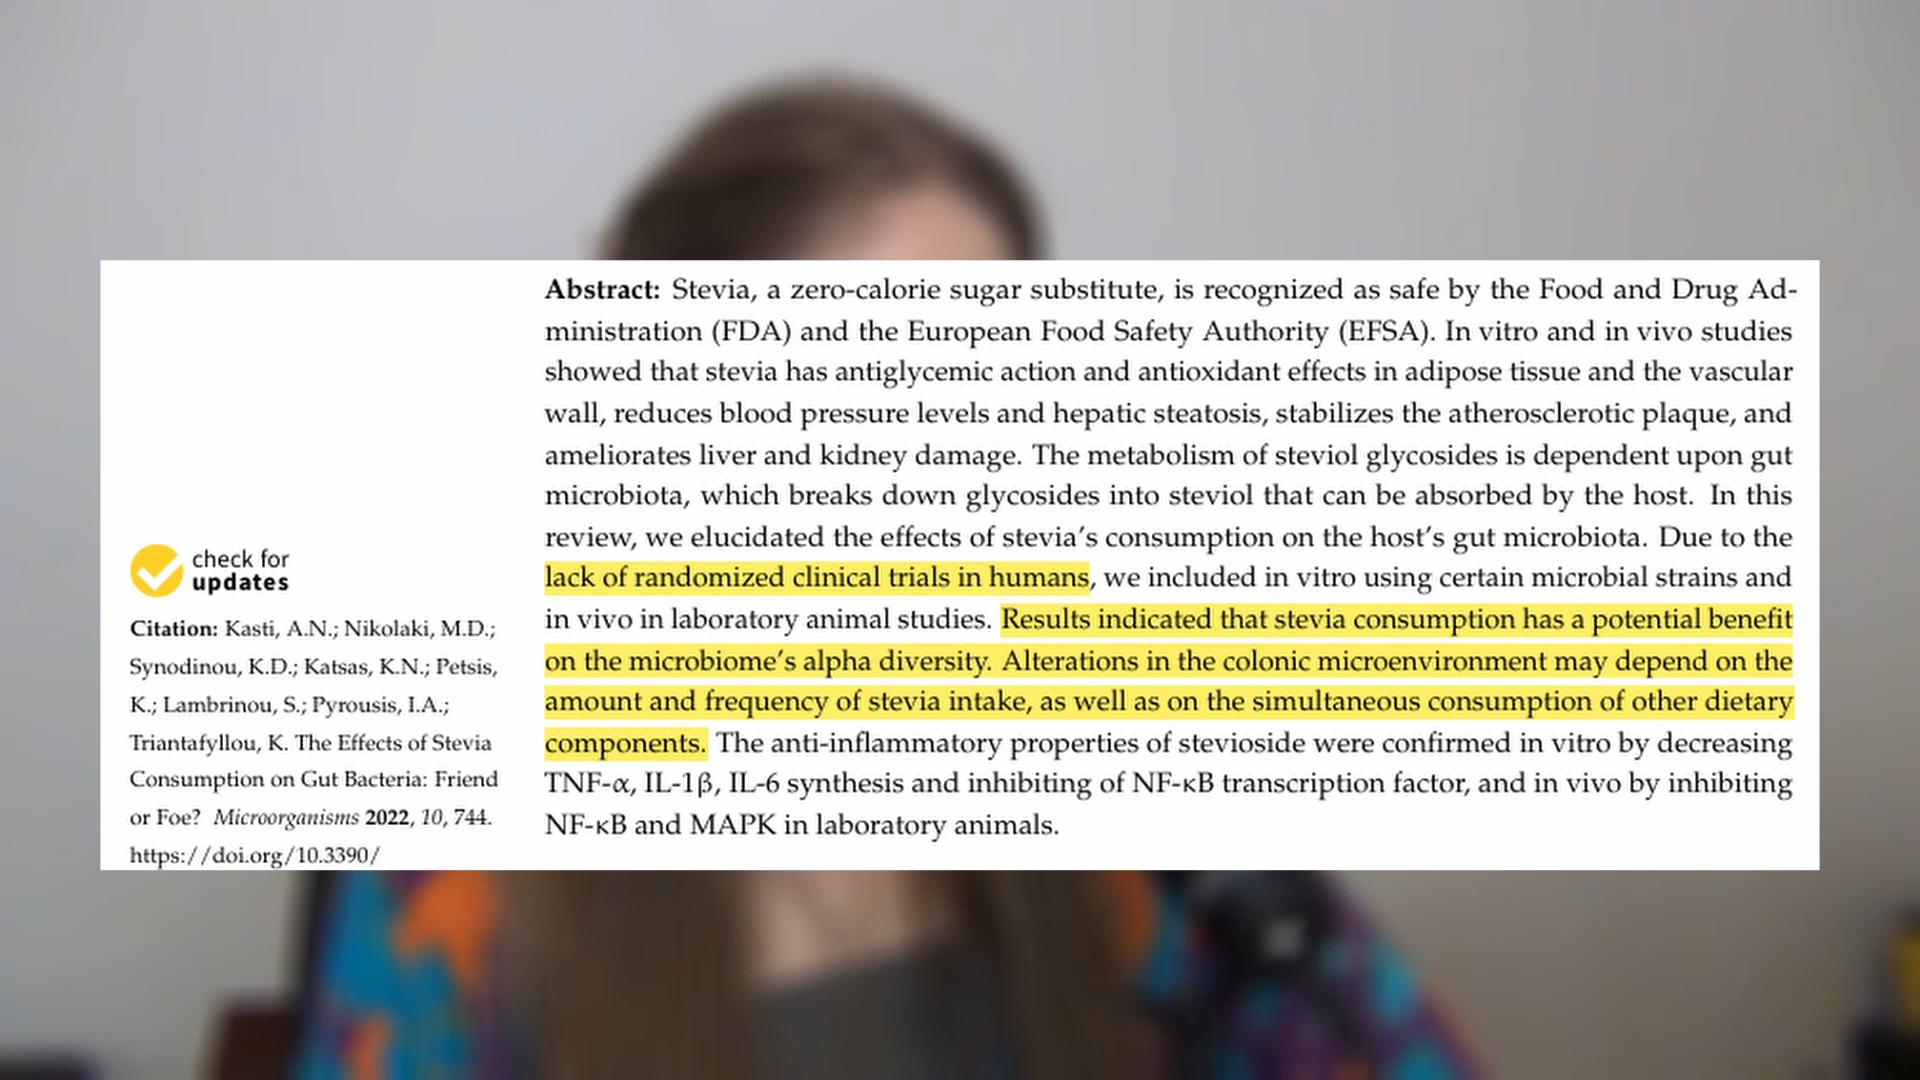 Abstract: Stevia, a zero-calorie sugar substitute, is recognized as safe by the Food and Drug Ad-
ministration (FDA) and the European Food Safety Authority (EFSA). In vitro and in vivo studies
showed that stevia has antiglycemic action and antioxidant effects in adipose tissue and the vascular
wall, reduces blood pressure levels and hepatic steatosis, stabilizes the atherosclerotic plaque, and
ameliorates liver and kidney damage. The metabolism of steviol glycosides is dependent upon gut
microbiota, which breaks down glycosides into steviol that can be absorbed by the host. In this
review, we elucidated the effects of stevia's consumption on the host's gut microbiota. Due to the
lack of randomized clinical trials in humans, we included in vitro using certain microbial strains and
in vivo in laboratory animal studies. Results indicated that stevia consumption has a potential benefit
on the microbiome's alpha diversity. Alterations in the colonic microenvironment may depend on the
amount and frequency of stevia intake, as well as on the simultaneous consumption of other dietary
components. The anti-inflammatory properties of stevioside were confirmed in vitro by decreasing
TNF-α, IL-1β, IL-6 synthesis and inhibiting of NF-κB transcription factor, and in vivo by inhibiting
NF-κB and MAPK in laboratory animals.
check for
updates
Citation: Kasti, A.N.; Nikolaki, M.D.;
Synodinou, K.D.; Katsas, K.N.; Petsis,
K.; Lambrinou, S.; Pyrousis, I.A.;
Triantafyllou, K. The Effects of Stevia
Consumption on Gut Bacteria: Friend
or Foe? Microorganisms 2022, 10, 744.
https://doi.org/10.3390/